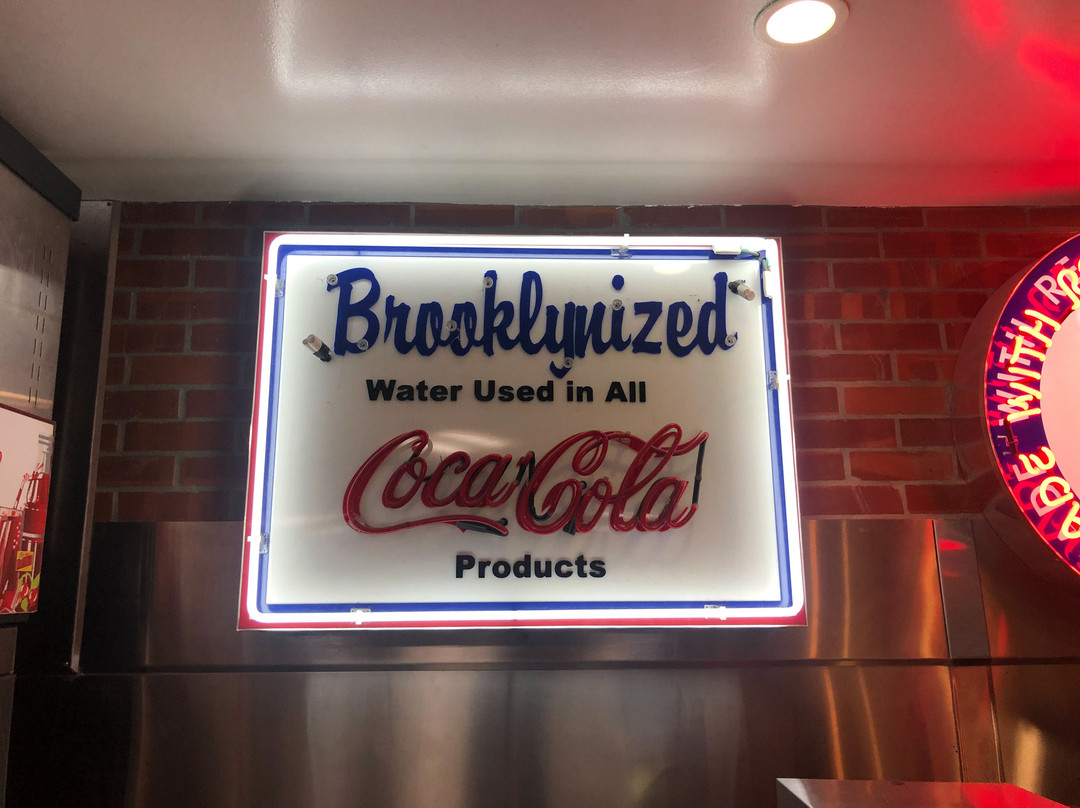 Brooklynized
Water Used in All
Coca-Cola
Products
WITH